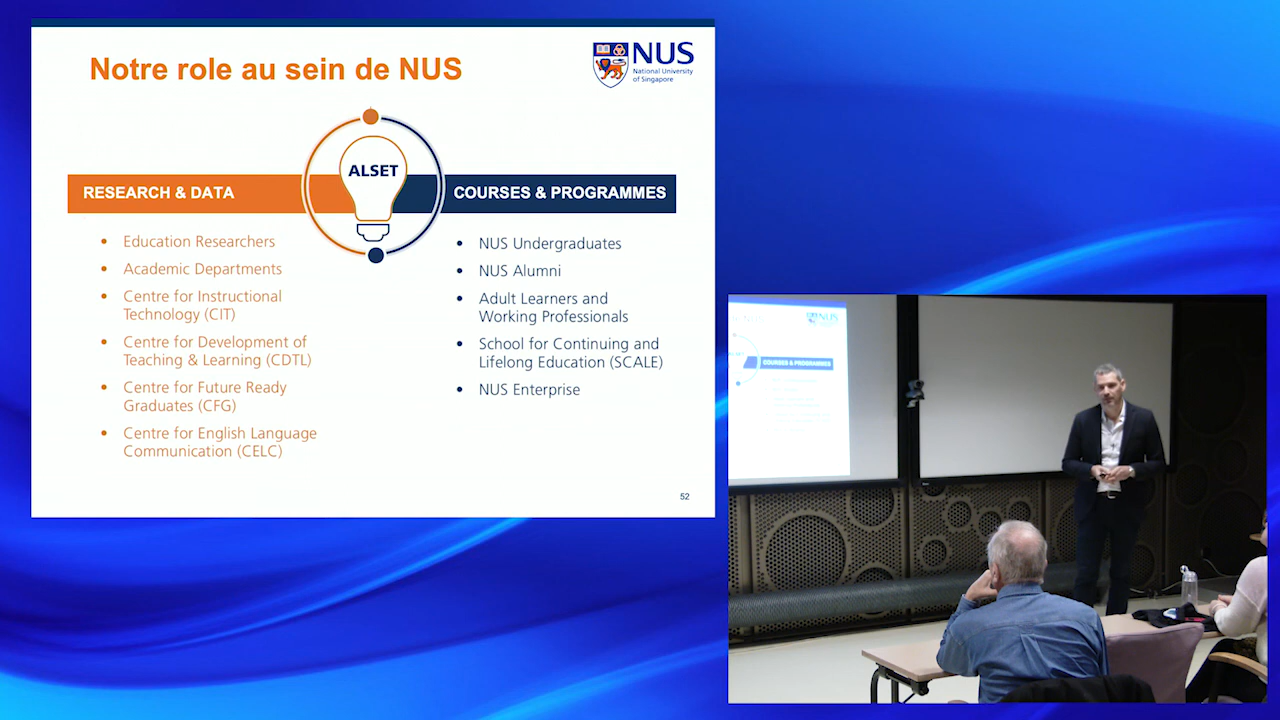 Notre role au sein de NUS
NUS
National University
of Singapore
ALSET
RESEARCH & DATA
COURSES & PROGRAMMES
• Education Researchers
• Academic Departments
• Centre for Instructional
Technology (CIT)
• Centre for Development of
Teaching & Learning (CDTL)
• Centre for Future Ready
Graduates (CFG)
• Centre for English Language
Communication (CELC)
• NUS Undergraduates
• NUS Alumni
• Adult Learners and
Working Professionals
• School for Continuing and
Lifelong Education (SCALE)
• NUS Enterprise
52
NUS
COURSES & PROGRAMMES